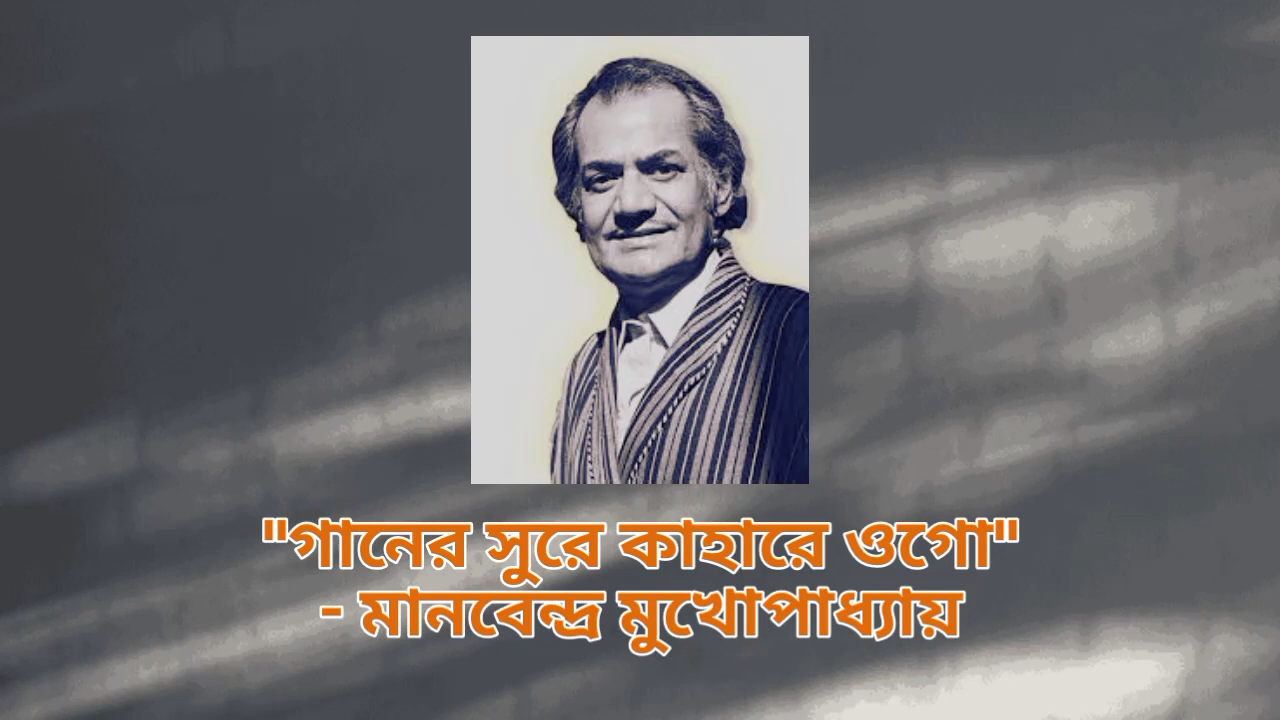 "গানের সুরে কাহারে ওগো"
- মানবেন্দ্র মুখোপাধ্যায়